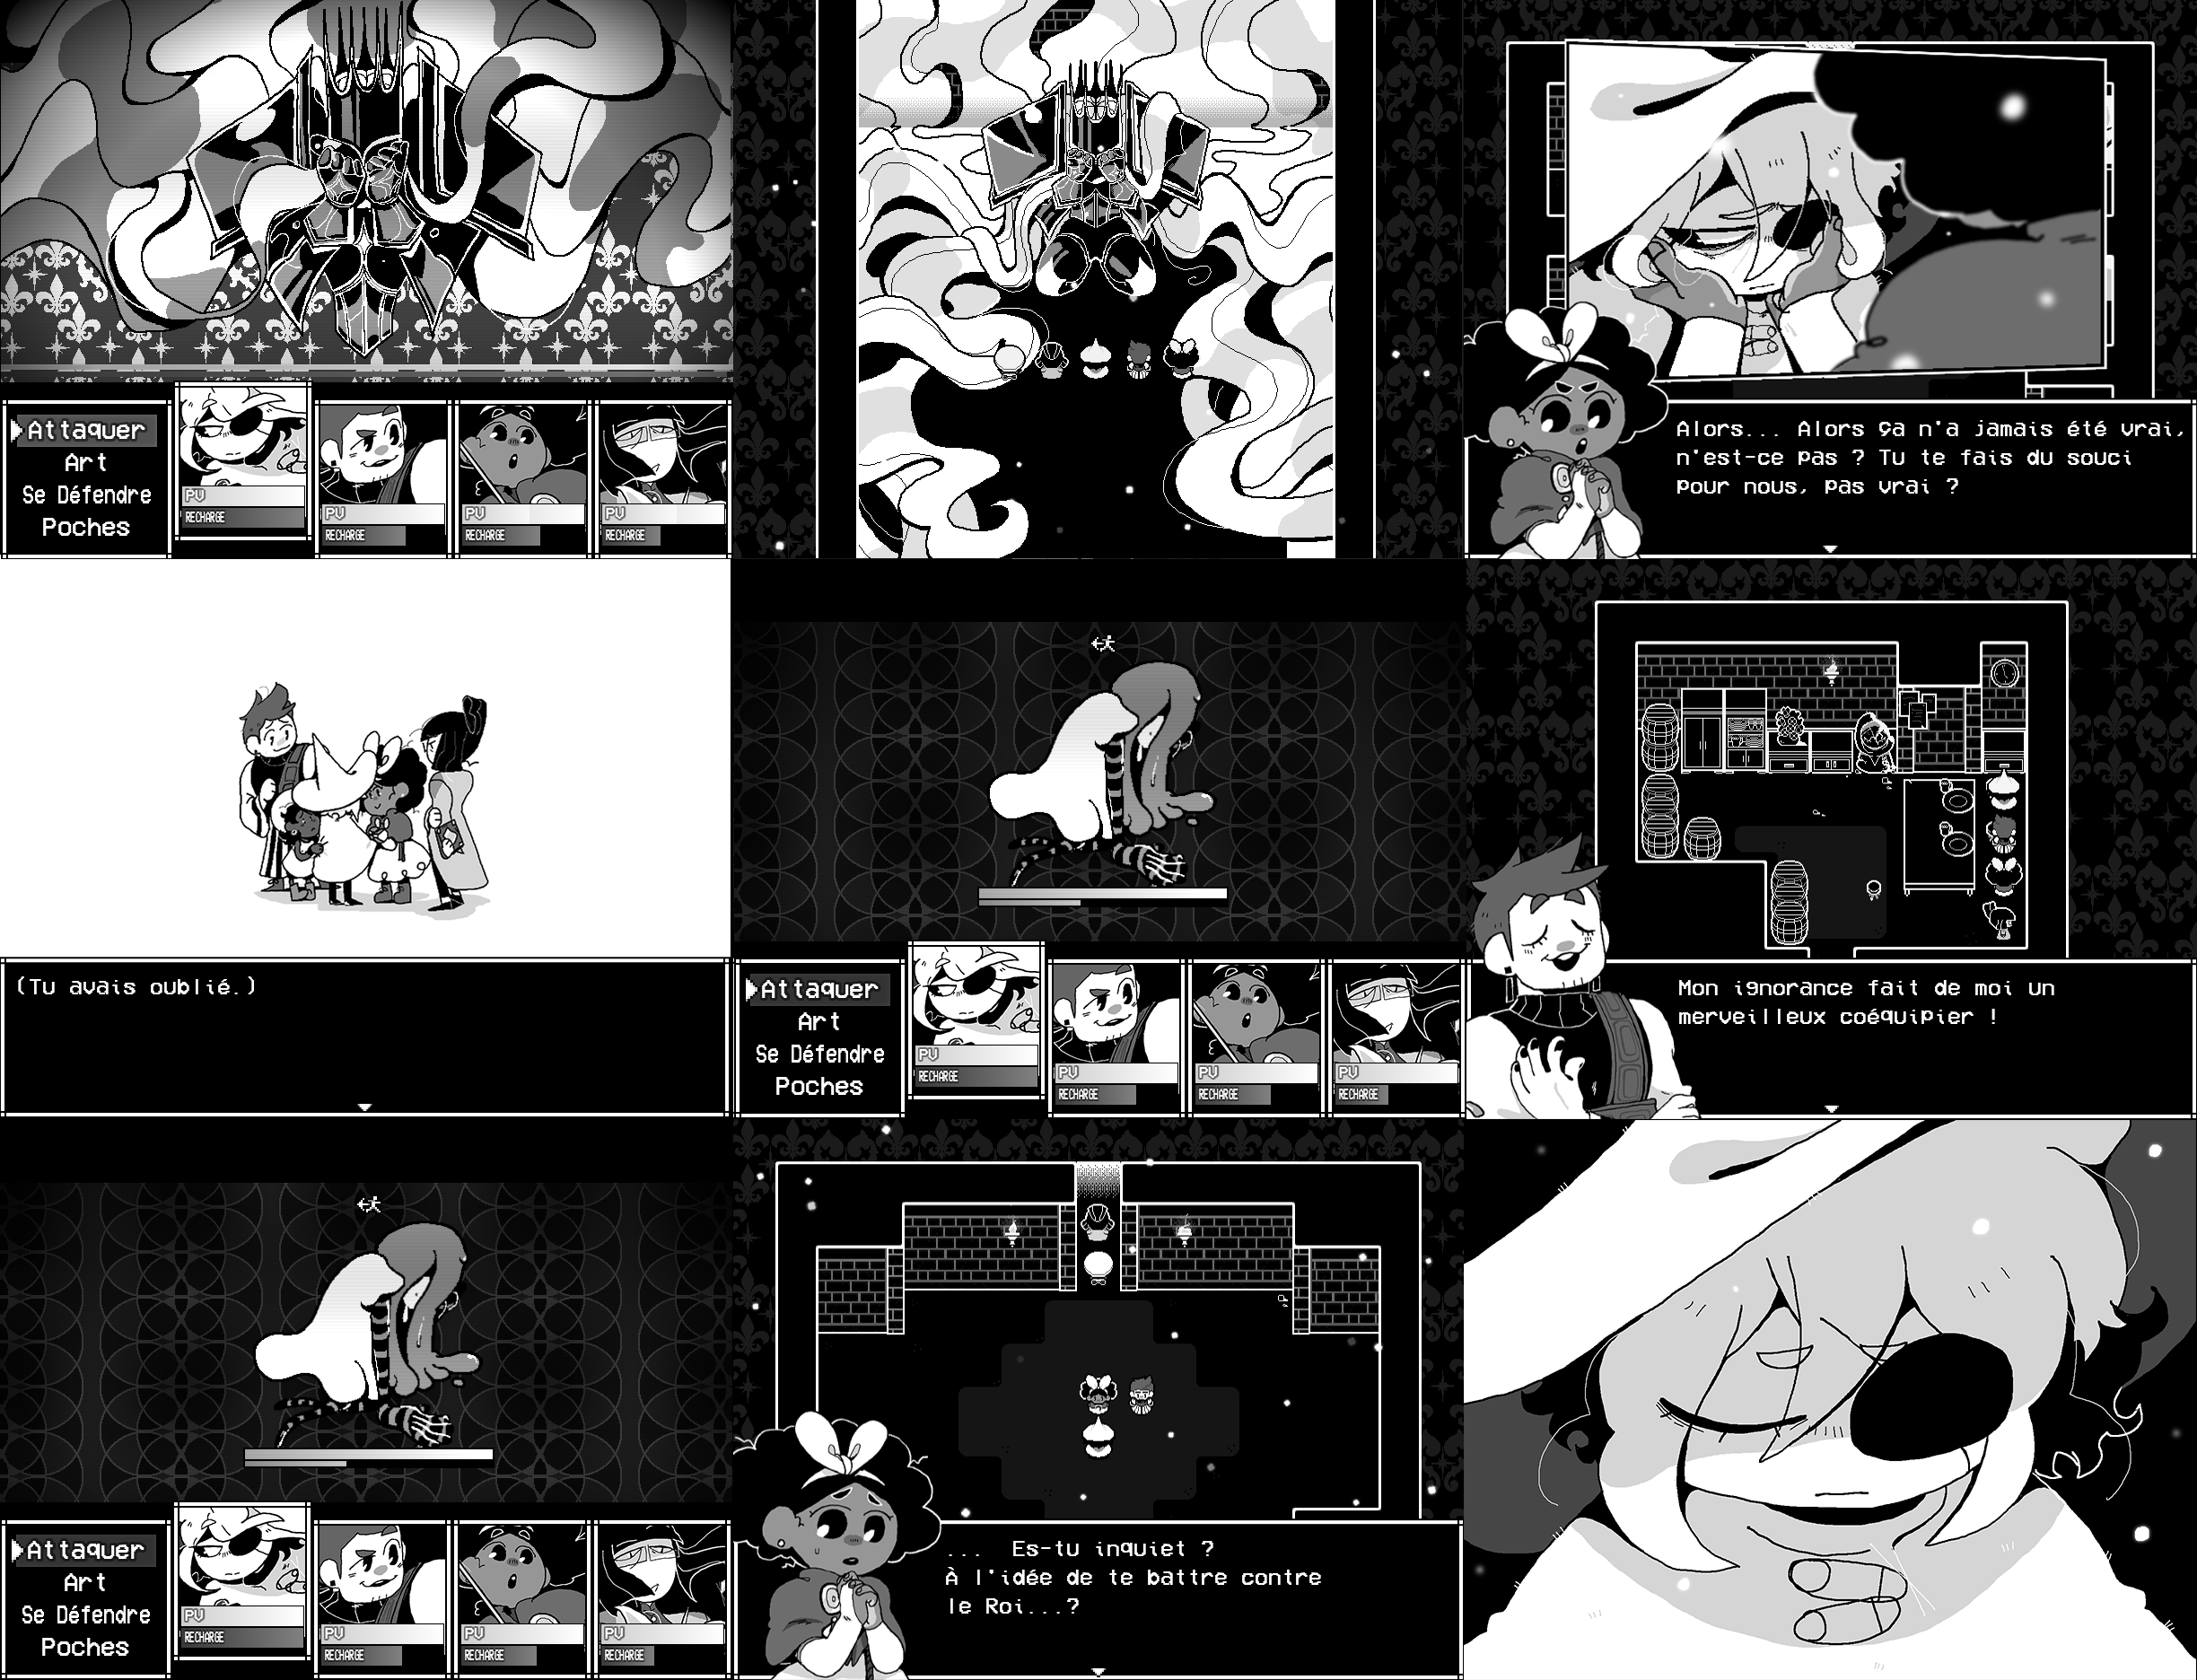 Attaquer
Art
Se Défendre
Poches
PV
RECHARGE
PV
RECHARGE
PV
RECHARGE
PV
RECHARGE
Alors... Alors ça n'a jamais été vrai,
n'est-ce pas ? Tu te fais du souci
pour nous, pas vrai ?
(Tu avais oublié.)
Attaquer
Art
Se Défendre
Poches
PV
RECHARGE
PV
RECHARGE
PV
RECHARGE
PV
RECHARGE
Mon ignorance fait de moi un
merveilleux coéquipier !
Attaquer
Art
Se Défendre
Poches
PV
RECHARGE
PV
RECHARGE
PV
RECHARGE
PV
RECHARGE
... Es-tu inquiet ?
À l'idée de te battre contre
le Roi...?